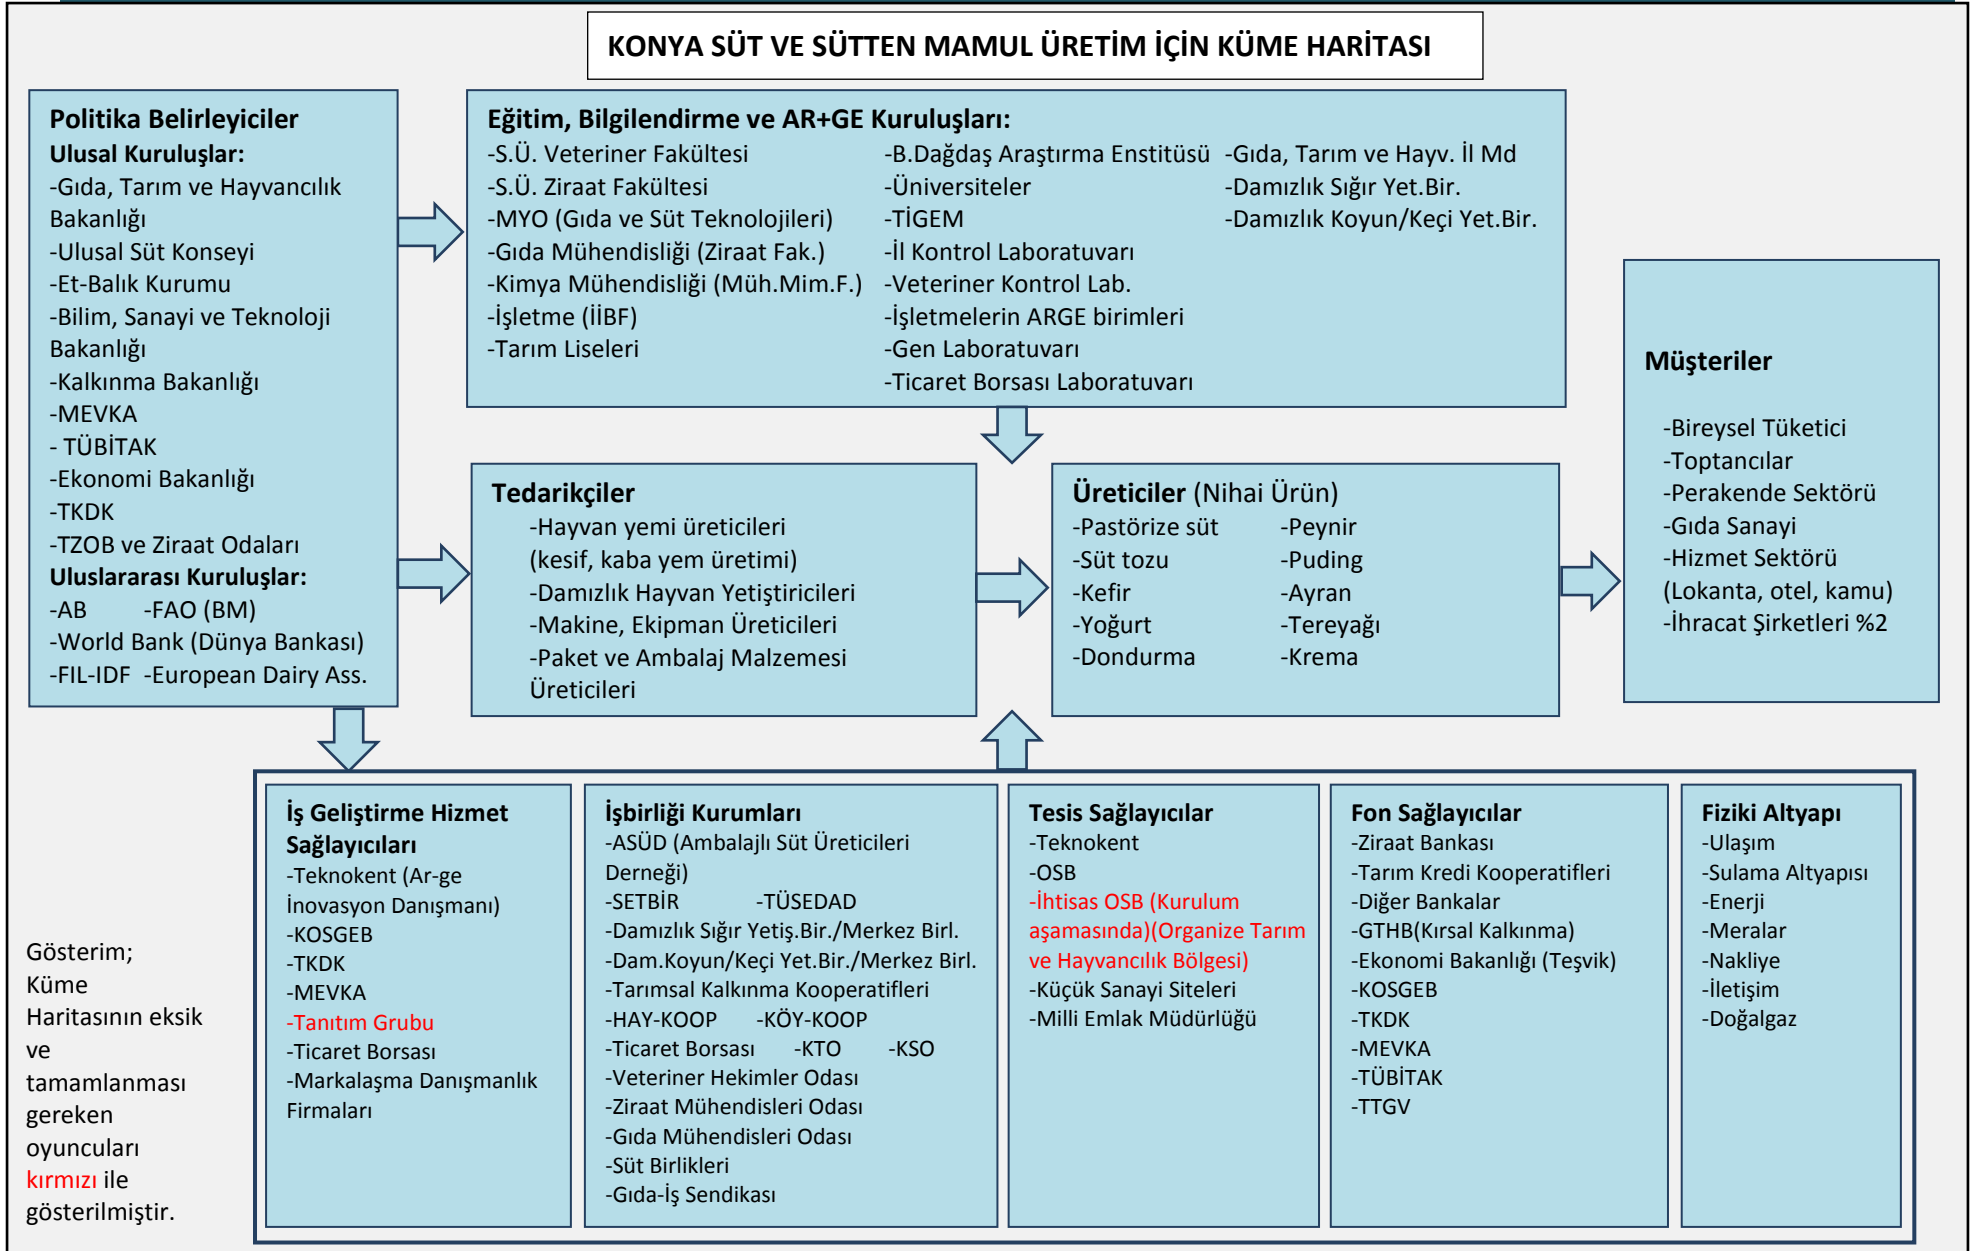 KONYA SÜT VE SÜTTEN MAMUL ÜRETİM İÇİN KÜME HARİTASI
Politika Belirleyiciler
Ulusal Kuruluşlar:
-Gıda, Tarım ve Hayvancılık
Bakanlığı
-Ulusal Süt Konseyi
-Et-Balık Kurumu
-Bilim, Sanayi ve Teknoloji
Bakanlığı
-Kalkınma Bakanlığı
-MEVKA
- TÜBİTAK
-Ekonomi Bakanlığı
-TKDK
-TZOB ve Ziraat Odaları
Uluslararası Kuruluşlar:
-AB -FAO (BM)
-World Bank (Dünya Bankası)
-FIL-IDF -European Dairy Ass.
Eğitim, Bilgilendirme ve AR+GE Kuruluşları:
-S.Ü. Veteriner Fakültesi
-S.Ü. Ziraat Fakültesi
-MYO (Gıda ve Süt Teknolojileri)
-Gıda Mühendisliği (Ziraat Fak.)
-Kimya Mühendisliği (Müh.Mim.F.)
-İşletme (İİBF)
-Tarım Liseleri
-B.Dağdaş Araştırma Enstitüsü
-Üniversiteler
-TİGEM
-İl Kontrol Laboratuvarı
-Veteriner Kontrol Lab.
-İşletmelerin ARGE birimleri
-Gen Laboratuvarı
-Ticaret Borsası Laboratuvarı
-Gıda, Tarım ve Hayv. İl Md
-Damızlık Sığır Yet.Bir.
-Damızlık Koyun/Keçi Yet.Bir.
Tedarikçiler
-Hayvan yemi üreticileri
(kesif, kaba yem üretimi)
-Damızlık Hayvan Yetiştiricileri
-Makine, Ekipman Üreticileri
-Paket ve Ambalaj Malzemesi
Üreticileri
Üreticiler (Nihai Ürün)
-Pastörize süt -Peynir
-Süt tozu -Puding
-Kefir -Ayran
-Yoğurt -Tereyağı
-Dondurma -Krema
Müşteriler
-Bireysel Tüketici
-Toptancılar
-Perakende Sektörü
-Gıda Sanayi
-Hizmet Sektörü
(Lokanta, otel, kamu)
-İhracat Şirketleri %2
Gösterim;
Küme
Haritasının eksik
ve
tamamlanması
gereken
oyuncuları
kırmızı ile
gösterilmiştir.
İş Geliştirme Hizmet
Sağlayıcıları
-Teknokent (Ar-ge
İnovasyon Danışmanı)
-KOSGEB
-TKDK
-MEVKA
-Tanıtım Grubu
-Ticaret Borsası
-Markalaşma Danışmanlık
Firmaları
İşbirliği Kurumları
-ASÜD (Ambalajlı Süt Üreticileri
Derneği)
-SETBİR -TÜSEDAD
-Damızlık Sığır Yetiş.Bir./Merkez Birl.
-Dam.Koyun/Keçi Yet.Bir./Merkez Birl.
-Tarımsal Kalkınma Kooperatifleri
-HAY-KOOP -KÖY-KOOP
-Ticaret Borsası -KTO -KSO
-Veteriner Hekimler Odası
-Ziraat Mühendisleri Odası
-Gıda Mühendisleri Odası
-Süt Birlikleri
-Gıda-İş Sendikası
Tesis Sağlayıcılar
-Teknokent
-OSB
-İhtisas OSB (Kurulum
aşamasında)(Organize Tarım
ve Hayvancılık Bölgesi)
-Küçük Sanayi Siteleri
-Milli Emlak Müdürlüğü
Fon Sağlayıcılar
-Ziraat Bankası
-Tarım Kredi Kooperatifleri
-Diğer Bankalar
-GTHB(Kırsal Kalkınma)
-Ekonomi Bakanlığı (Teşvik)
-KOSGEB
-TKDK
-MEVKA
-TÜBİTAK
-TTGV
Fiziki Altyapı
-Ulaşım
-Sulama Altyapısı
-Enerji
-Meralar
-Nakliye
-İletişim
-Doğalgaz